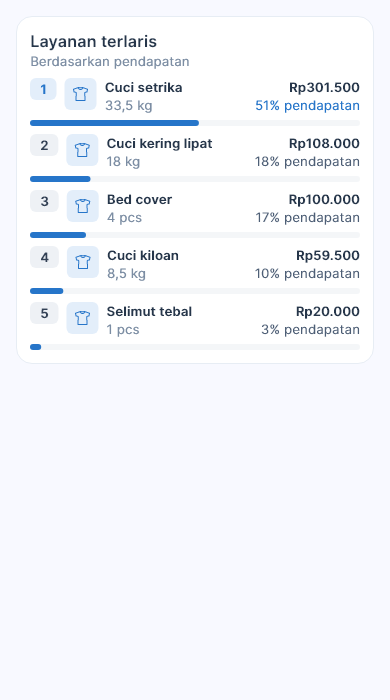 Layanan terlaris
Berdasarkan pendapatan
1 Cuci setrika Rp301.500
33,5 kg 51% pendapatan
2 Cuci kering lipat Rp108.000
18 kg 18% pendapatan
3 Bed cover Rp100.000
4 pcs 17% pendapatan
4 Cuci kiloan Rp59.500
8,5 kg 10% pendapatan
5 Selimut tebal Rp20.000
1 pcs 3% pendapatan